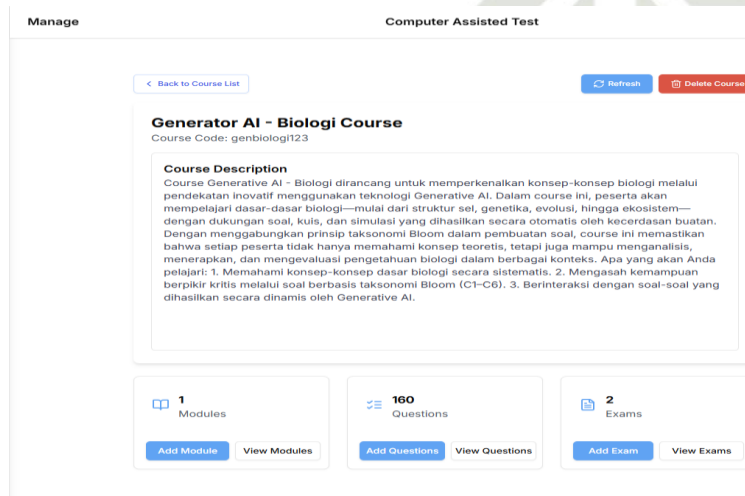 Manage
Computer Assisted Test
Back to Course List
Refresh
Delete Course
Generator AI - Biologi Course
Course Code: genbiologi123
Course Description
Course Generative AI - Biologi dirancang untuk memperkenalkan konsep-konsep biologi melalui
pendekatan inovatif menggunakan teknologi Generative AI. Dalam course ini, peserta akan
mempelajari dasar-dasar biologi—mulai dari struktur sel, genetika, evolusi, hingga ekosistem—
dengan dukungan soal, kuis, dan simulasi yang dihasilkan secara otomatis oleh kecerdasan buatan.
Dengan menggabungkan prinsip taksonomi Bloom dalam pembuatan soal, course ini memastikan
bahwa setiap peserta tidak hanya memahami konsep teoretis, tetapi juga mampu menganalisis,
menerapkan, dan mengevaluasi pengetahuan biologi dalam berbagai konteks. Apa yang akan Anda
pelajari: 1. Memahami konsep-konsep dasar biologi secara sistematis. 2. Mengasah kemampuan
berpikir kritis melalui soal berbasis taksonomi Bloom (C1–C6). 3. Berinteraksi dengan soal-soal yang
dihasilkan secara dinamis oleh Generative AI.
1
Modules
Add Module
View Modules
160
Questions
Add Questions
View Questions
2
Exams
Add Exam
View Exams